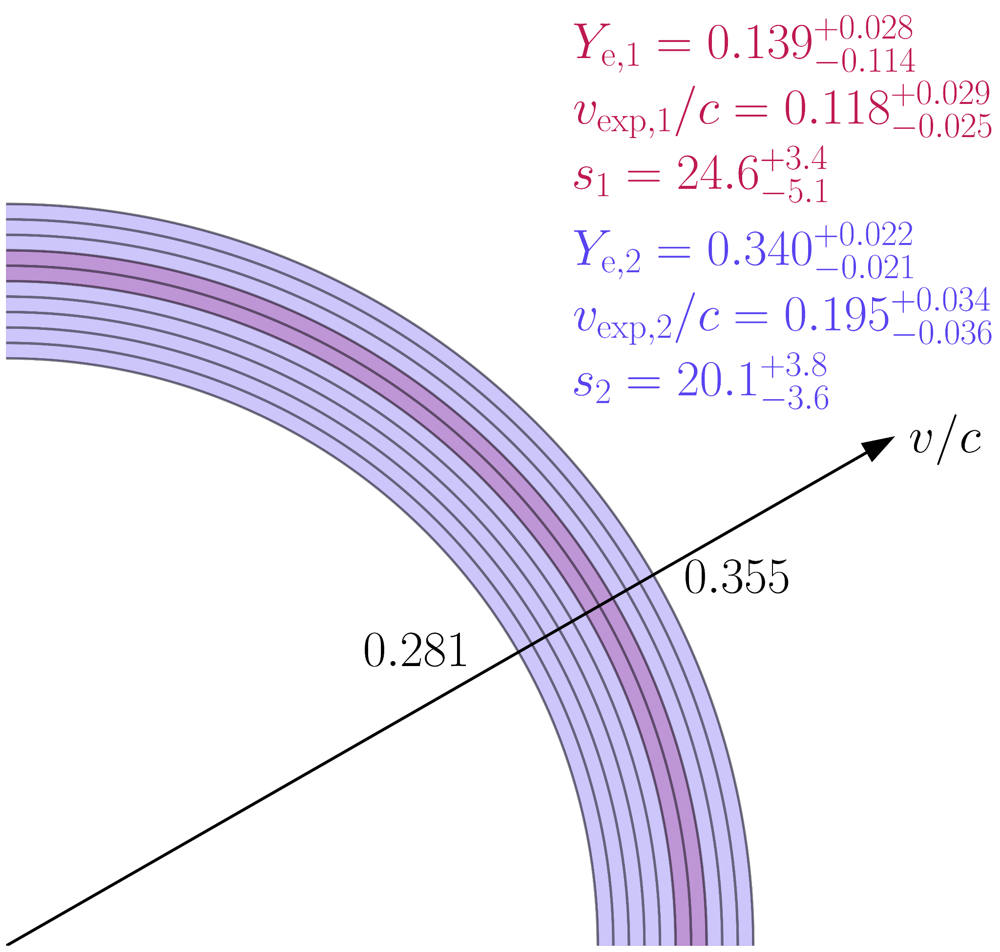 Y_{e,1} = 0.139^{+0.028}_{-0.114}
v_{exp,1}/c = 0.118^{+0.029}_{-0.025}
s_1 = 24.6^{+3.4}_{-5.1}
Y_{e,2} = 0.340^{+0.022}_{-0.021}
v_{exp,2}/c = 0.195^{+0.034}_{-0.036}
s_2 = 20.1^{+3.8}_{-3.6}
v/c
0.355
0.281